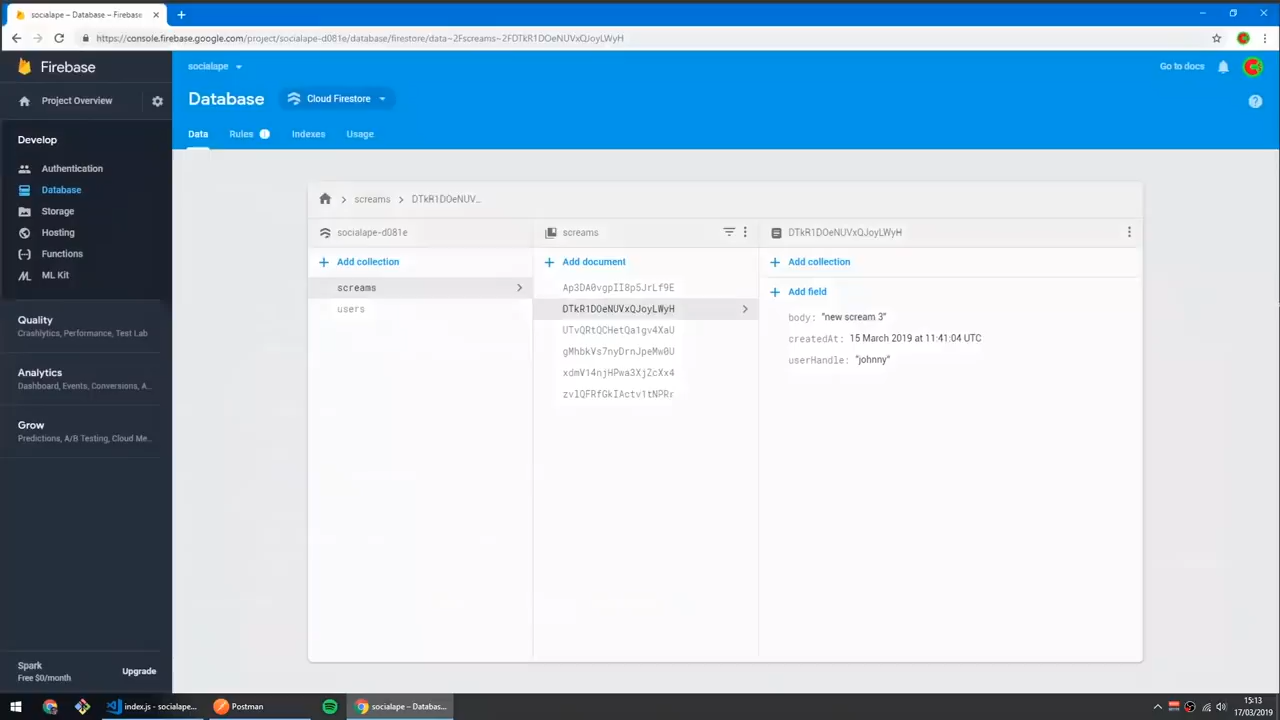 socialape – Database – Firebase
https://console.firebase.google.com/project/socialape-d081e/database/firestore/data~2Fscreams~2FDTkR1DOeNUVxQJoyLWyH
Firebase
socialape
Go to docs
Project Overview
Database
Cloud Firestore
Develop
Data
Rules
Indexes
Usage
Authentication
Database
Storage
Hosting
Functions
ML Kit
Quality
Crashlytics, Performance, Test Lab
Analytics
Dashboard, Events, Conversions, A...
Grow
Predictions, A/B Testing, Cloud Me...
Spark
Free $0/month
Upgrade
screams
DTkR1DOeNUV...
socialape-d081e
Add collection
screams
users
screams
Add document
Ap3DA0vgpII8p5JrLf9E
DTkR1DOeNUVxQJoyLWyH
UTvQRtQCHetQa1gv4XaU
gMhbkVs7nyDrnJpeMw0U
xdmV14njHPwa3XjZcXx4
zvlQFRfGkIActv1tNPRr
DTkR1DOeNUVxQJoyLWyH
Add collection
Add field
body: "new scream 3"
createdAt: 15 March 2019 at 11:41:04 UTC
userHandle: "johnny"
index.js - socialape...
Postman
socialape – Databas...
15:13
17/03/2019